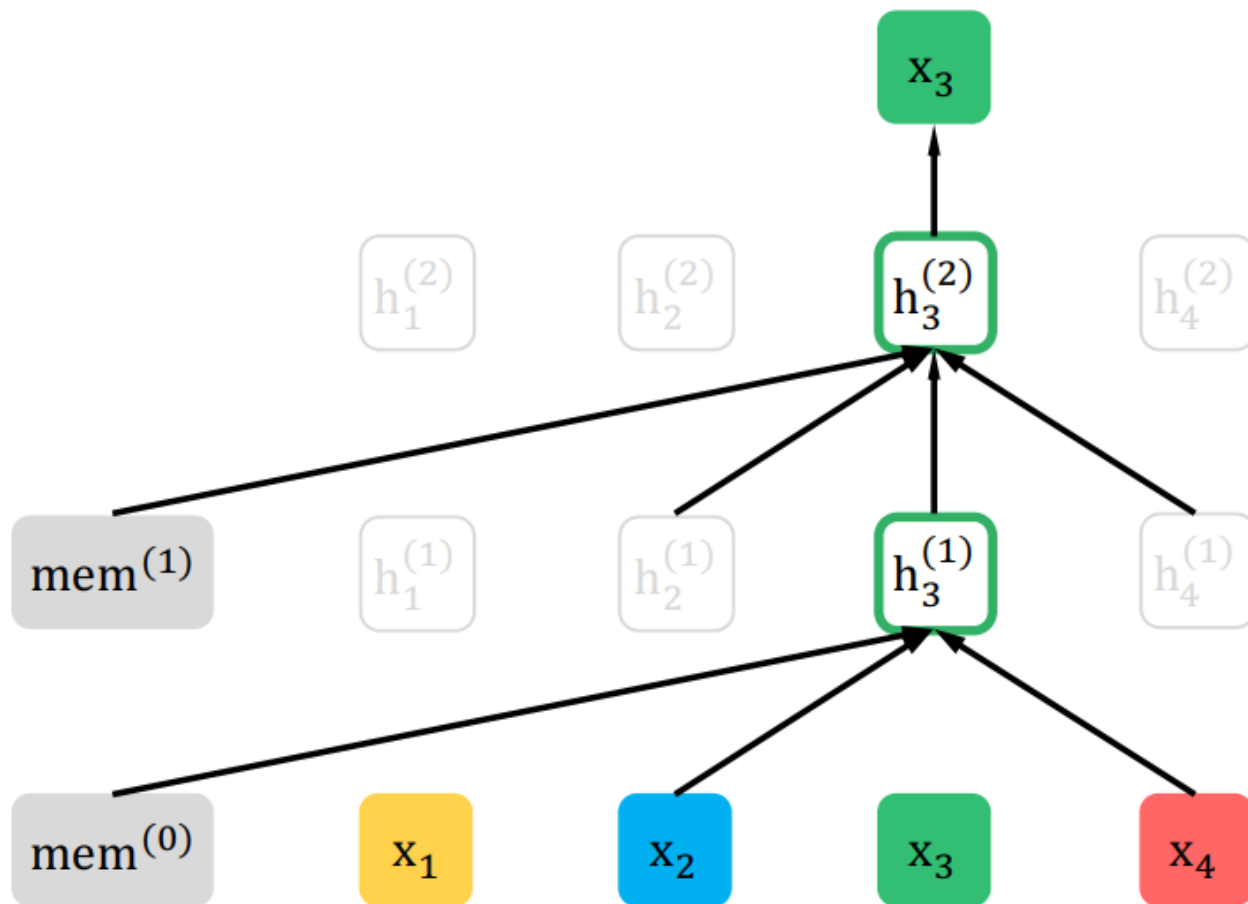 x₃
h₁⁽²⁾ h₂⁽²⁾ h₃⁽²⁾ h₄⁽²⁾
mem⁽¹⁾ h₁⁽¹⁾ h₂⁽¹⁾ h₃⁽¹⁾ h₄⁽¹⁾
mem⁽⁰⁾ x₁ x₂ x₃ x₄